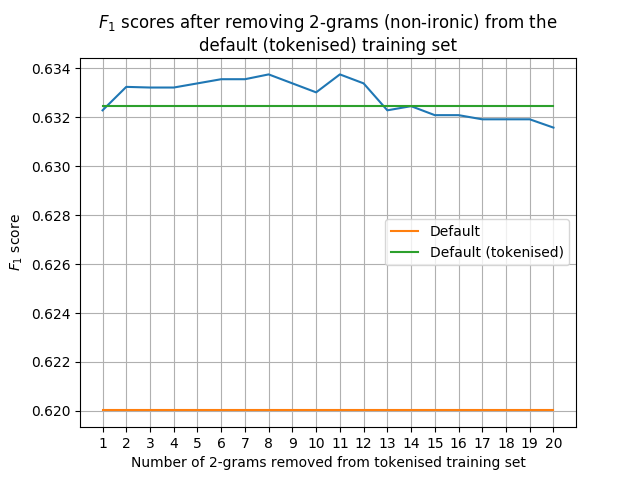 F1 scores after removing 2-grams (non-ironic) from the
default (tokenised) training set
0.634
0.632
0.630
0.628
0.626
0.624
0.622
0.620
F1 score
Default
Default (tokenised)
1 2 3 4 5 6 7 8 9 10 11 12 13 14 15 16 17 18 19 20
Number of 2-grams removed from tokenised training set